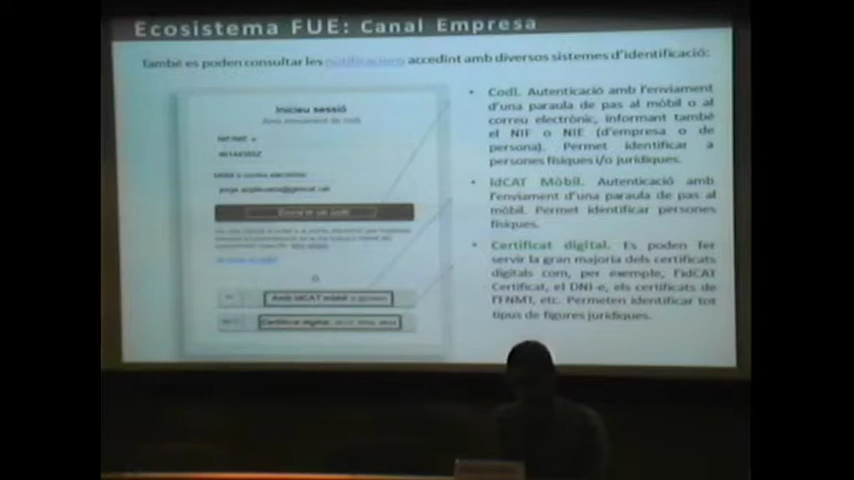 Ecosistema FUE: Canal Empresa
També es poden consultar les notificacions accedint amb diversos sistemes d'identificació:
Inicieu sessió
Amb IdCAT mòbil
Certificat digital:
• Codi. Autenticació amb l'enviament
d'una paraula de pas al mòbil o al
correu electrònic, informant també
el NIF o NIE (d'empresa o de
persona). Permet identificar a
persones físiques i/o jurídiques.
• IdCAT Mòbil. Autenticació amb
l'enviament d'una paraula de pas al
mòbil. Permet identificar persones
físiques.
• Certificat digital. Es poden fer
servir la gran majoria dels certificats
digitals com, per exemple, l'idCAT
Certificat, el DNI-e, els certificats de
l'FNMT, etc. Permeten identificar tot
tipus de figures jurídiques.